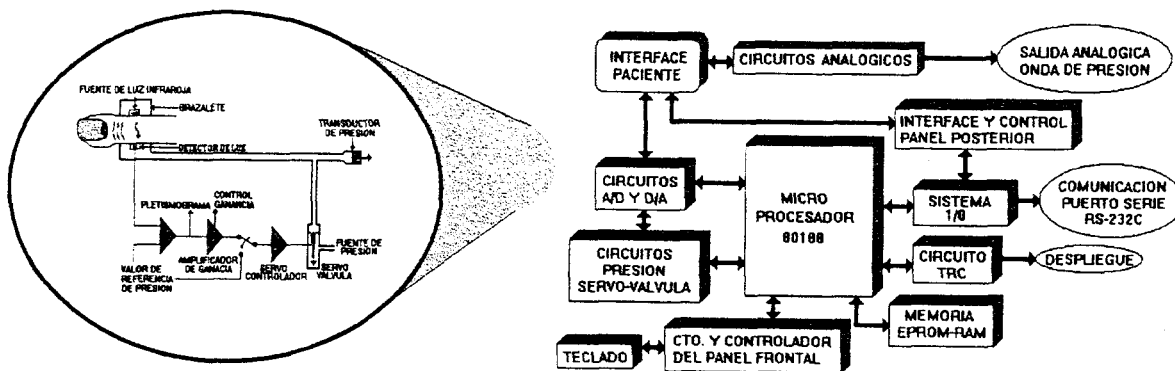 FUENTE DE LUZ INFRAROJA
BRAZALETE
TRANSDUCTOR
DE PRESION
DETECTOR DE LUZ
PLETISMOGRAMA
CONTROL
GANANCIA
FUENTE DE
PRESION
VALOR DE
REFERENCIA
DE PRESION
AMPLIFICADOR
DE GANACIA
SERVO
CONTROLADOR
SERVO
VALVULA
INTERFACE
PACIENTE
CIRCUITOS ANALOGICOS
SALIDA ANALOGICA
ONDA DE PRESION
INTERFACE Y CONTROL
PANEL POSTERIOR
CIRCUITOS
A/D Y D/A
MICRO
PROCESADOR
80188
SISTEMA
1/0
COMUNICACION
PUERTO SERIE
RS-232C
CIRCUITOS
PRESION
SERVO-VALVULA
CIRCUITO
TRC
DESPLIEGUE
MEMORIA
EPROM-RAM
TECLADO
CTO. Y CONTROLADOR
DEL PANEL FRONTAL